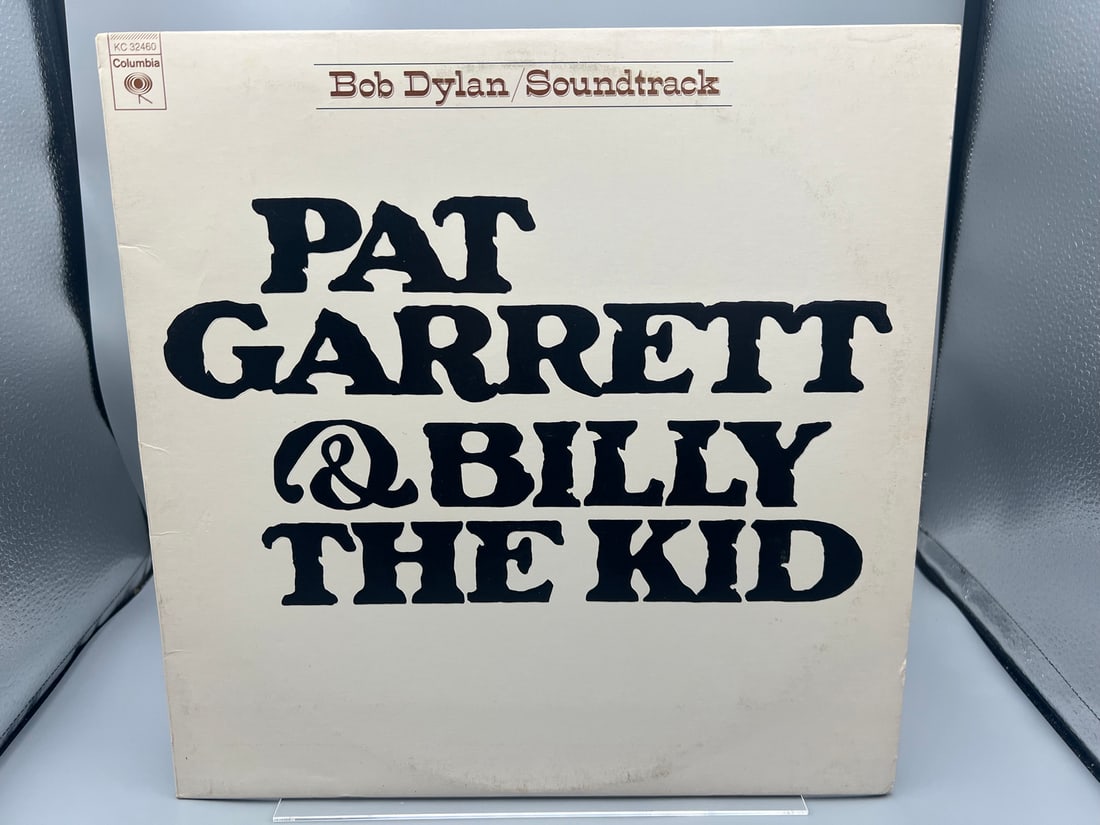 KC 32460
Columbia
Bob Dylan/Soundtrack
PAT
GARRETT
& BILLY
THE KID